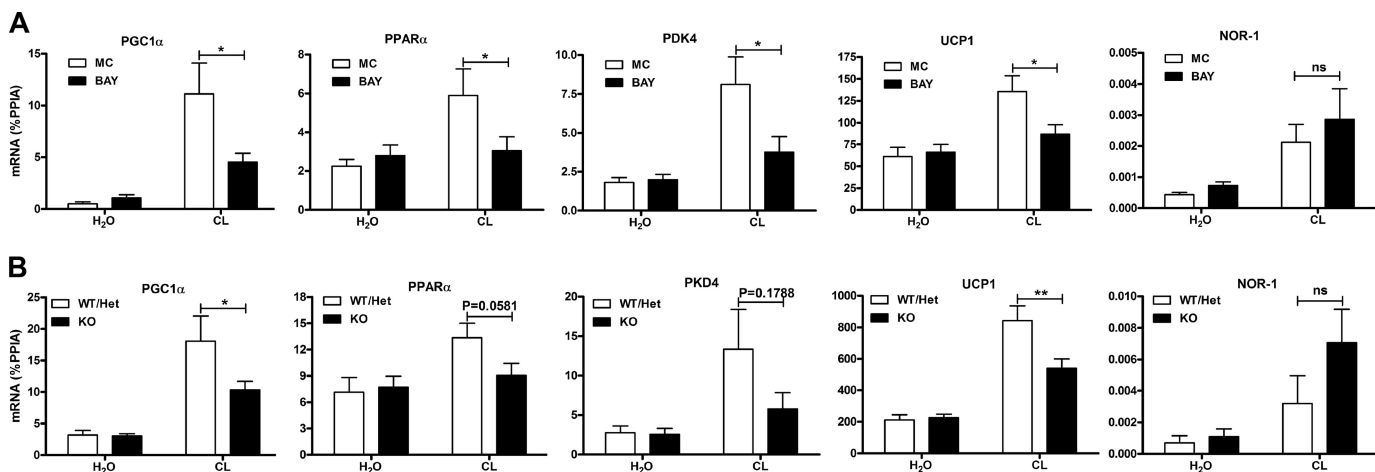 A
PGC1α
MC
BAY
*
mRNA (%PPIA)
15
10
5
0
H2O
CL
PPARα
MC
BAY
*
8
6
4
2
0
H2O
CL
PDK4
MC
BAY
*
10.0
7.5
5.0
2.5
0.0
H2O
CL
UCP1
MC
BAY
*
175
150
125
100
75
50
25
0
H2O
CL
NOR-1
MC
BAY
ns
0.005
0.004
0.003
0.002
0.001
0.000
H2O
CL
B
PGC1α
WT/Het
KO
*
mRNA (%PPIA)
25
20
15
10
5
0
H2O
CL
PPARα
WT/Het
KO
P=0.0581
18
15
12
9
6
3
0
H2O
CL
PKD4
WT/Het
KO
P=0.1788
20
15
10
5
0
H2O
CL
UCP1
WT/Het
KO
**
1000
800
600
400
200
0
H2O
CL
NOR-1
WT/Het
KO
ns
0.010
0.008
0.006
0.004
0.002
0.000
H2O
CL